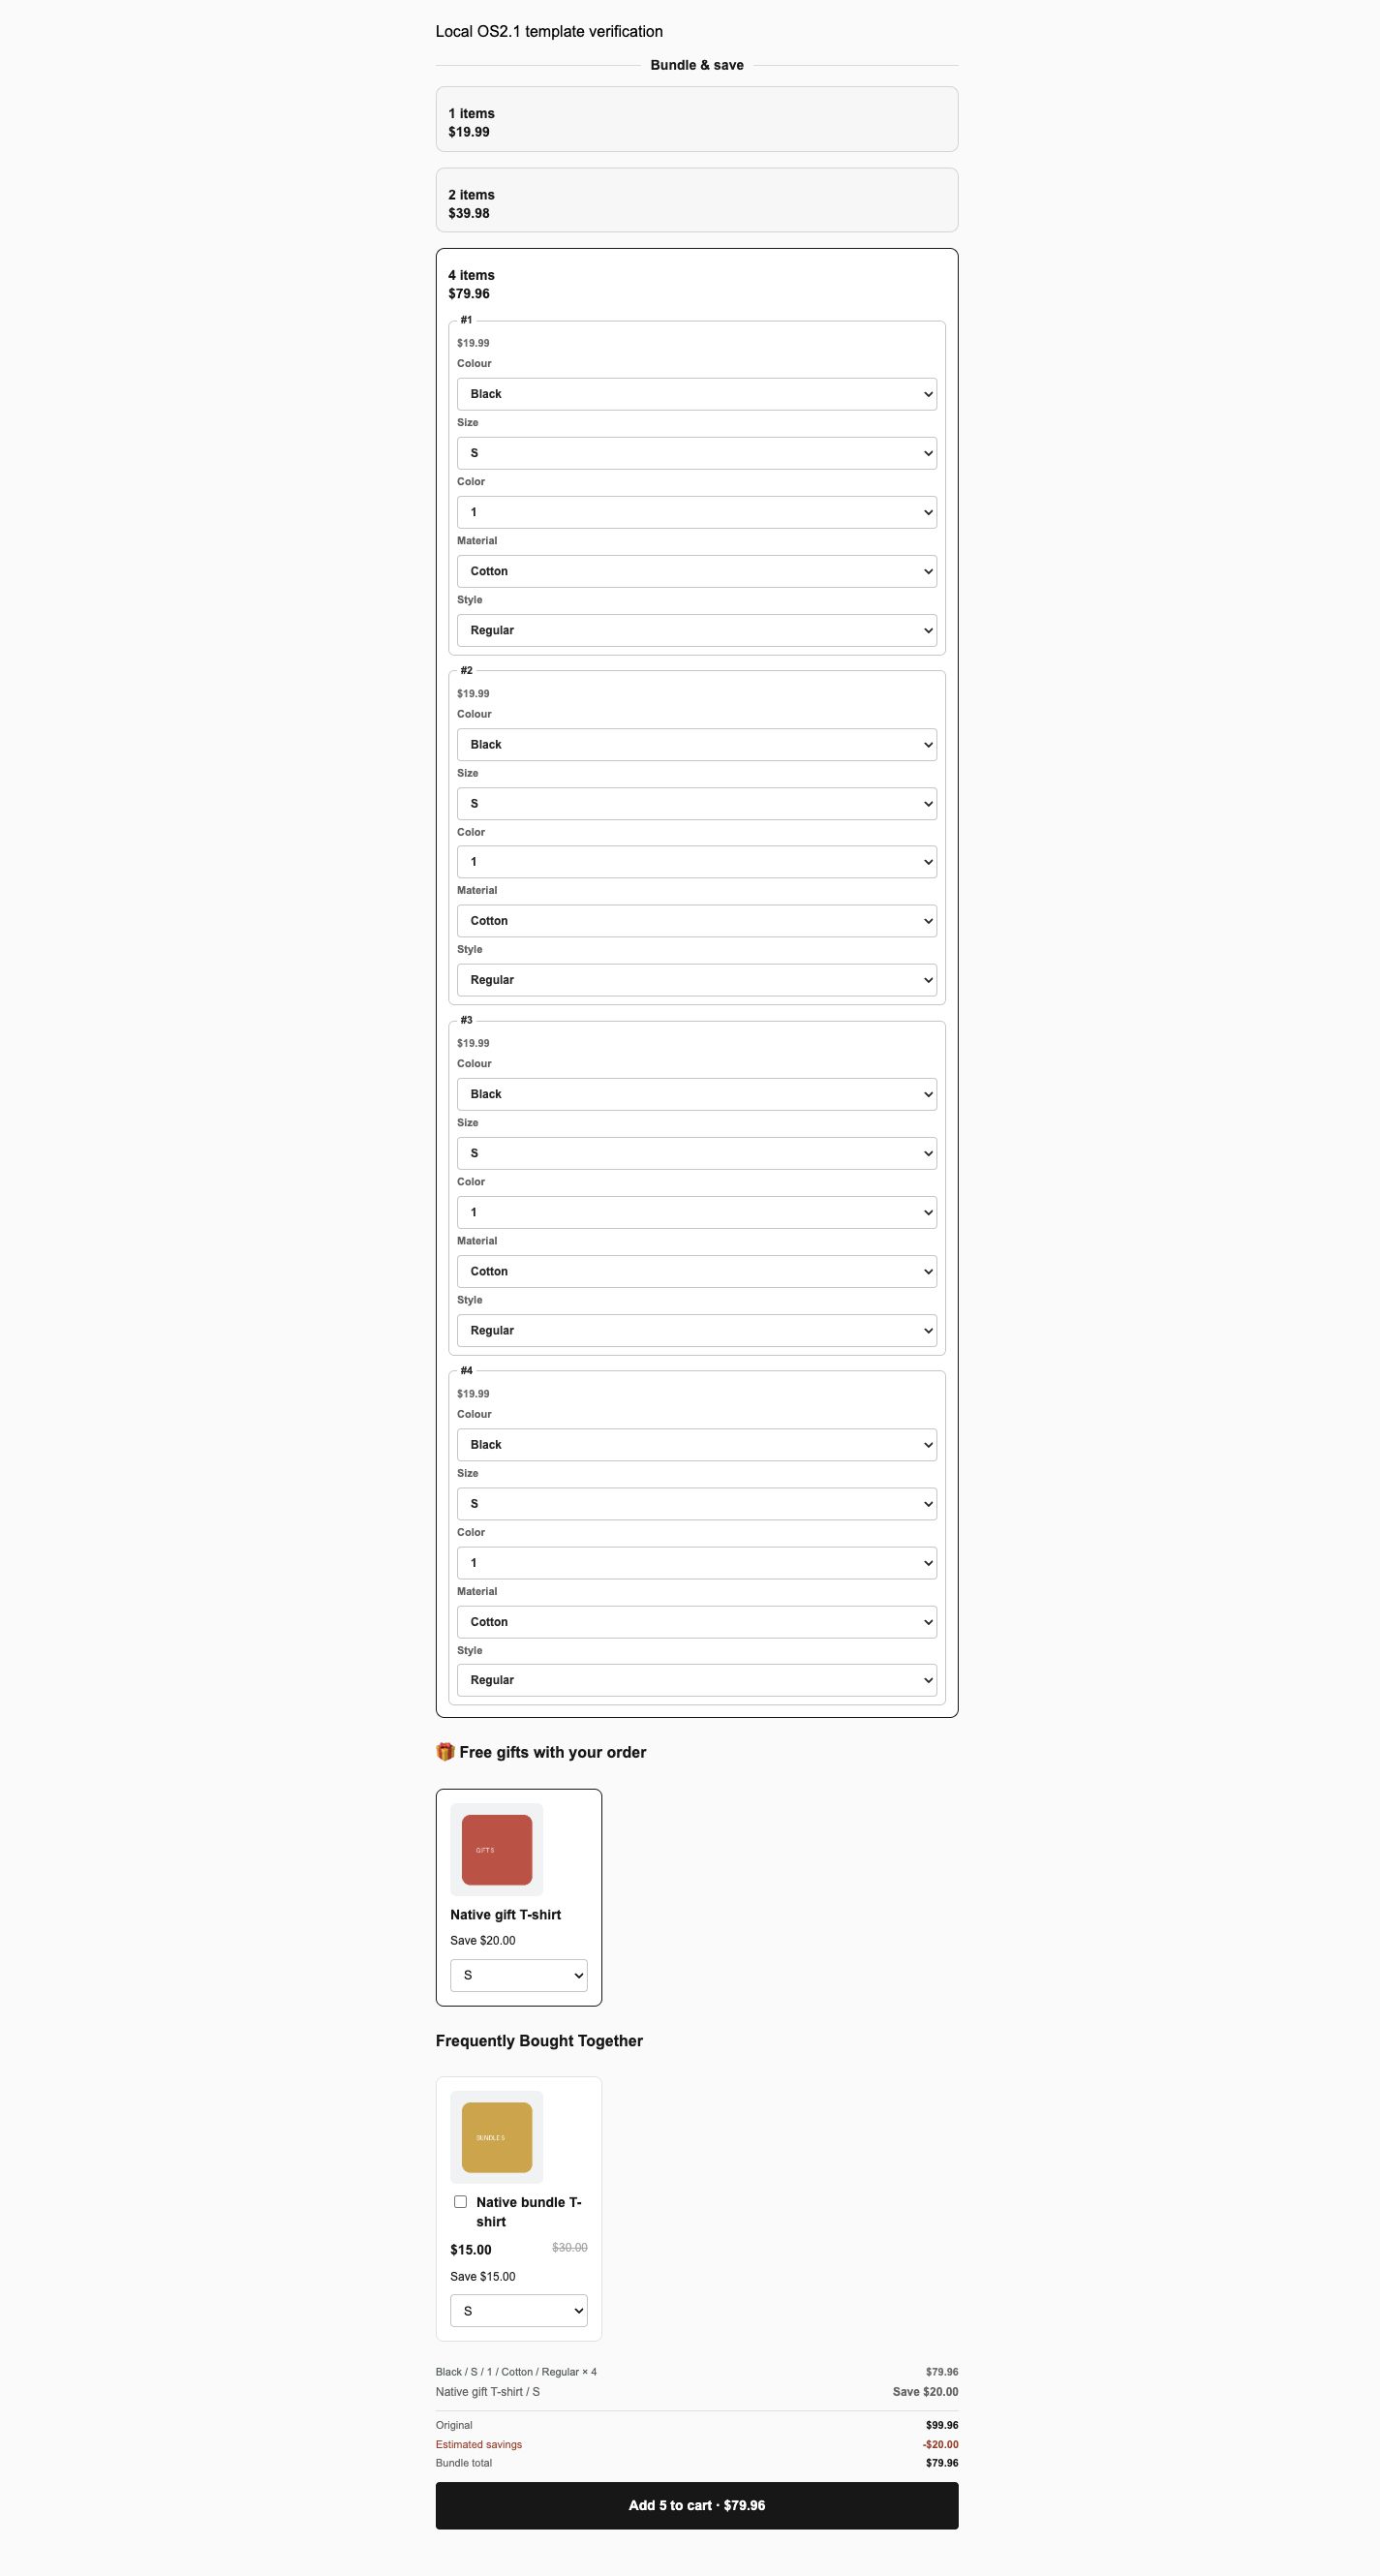 Local OS2.1 template verification
Bundle & save
1 items
$19.99
2 items
$39.98
4 items
$79.96
#1
$19.99
Colour
Black
Size
S
Color
1
Material
Cotton
Style
Regular
#2
$19.99
Colour
Black
Size
S
Color
1
Material
Cotton
Style
Regular
#3
$19.99
Colour
Black
Size
S
Color
1
Material
Cotton
Style
Regular
#4
$19.99
Colour
Black
Size
S
Color
1
Material
Cotton
Style
Regular
🎁 Free gifts with your order
GIFTS
Native gift T-shirt
Save $20.00
S
Frequently Bought Together
BUNDLES
Native bundle T-
shirt
$15.00 $30.00
Save $15.00
S
Black / S / 1 / Cotton / Regular × 4 $79.96
Native gift T-shirt / S Save $20.00
Original $99.96
Estimated savings -$20.00
Bundle total $79.96
Add 5 to cart · $79.96